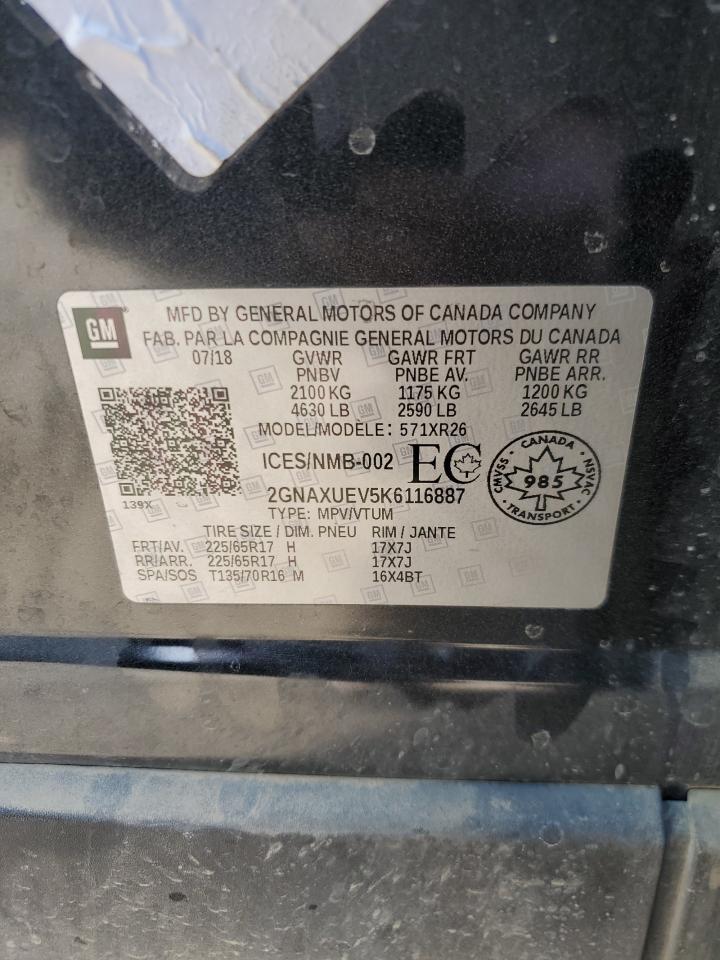 GM
MFD BY GENERAL MOTORS OF CANADA COMPANY
FAB. PAR LA COMPAGNIE GENERAL MOTORS DU CANADA
07/18 GVWR GAWR FRT GAWR RR
PNBV PNBE AV. PNBE ARR.
2100 KG 1175 KG 1200 KG
4630 LB 2590 LB 2645 LB
MODEL/MODELE: 571XR26
ICES/NMB-002 EC
CANADA
CMVSS 985 NSVAC
TRANSPORT
139X
2GNAXUEV5K6116887
TYPE: MPV/VTUM
TIRE SIZE / DIM. PNEU RIM / JANTE
FRT/AV. 225/65R17 H 17X7J
RR/ARR. 225/65R17 H 17X7J
SPA/SOS T135/70R16 M 16X4BT